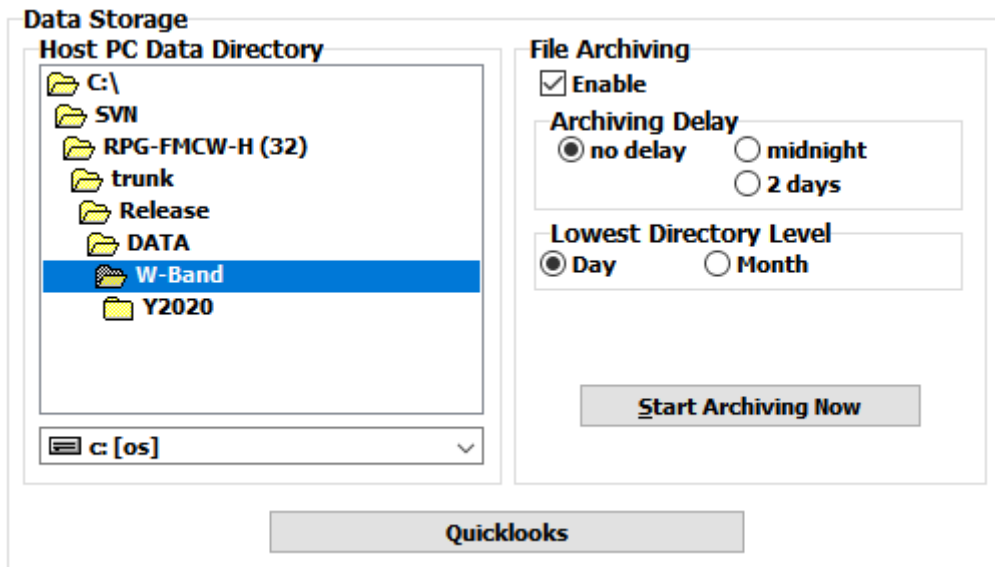 Data Storage
Host PC Data Directory
C:\
SVN
RPG-FMCW-H (32)
trunk
Release
DATA
W-Band
Y2020
c: [os]
File Archiving
Enable
Archiving Delay
no delay midnight
2 days
Lowest Directory Level
Day Month
Start Archiving Now
Quicklooks